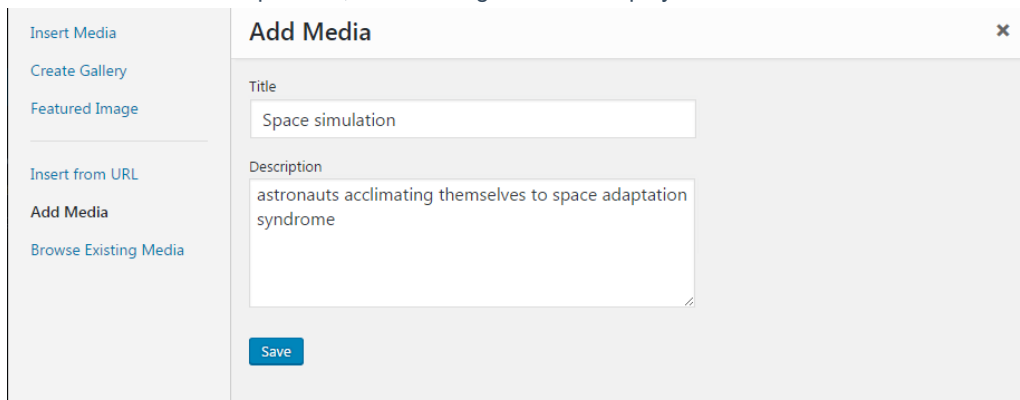 Insert Media
Create Gallery
Featured Image
Insert from URL
Add Media
Browse Existing Media
Add Media
Title
Space simulation
Description
astronauts acclimating themselves to space adaptation
syndrome
Save